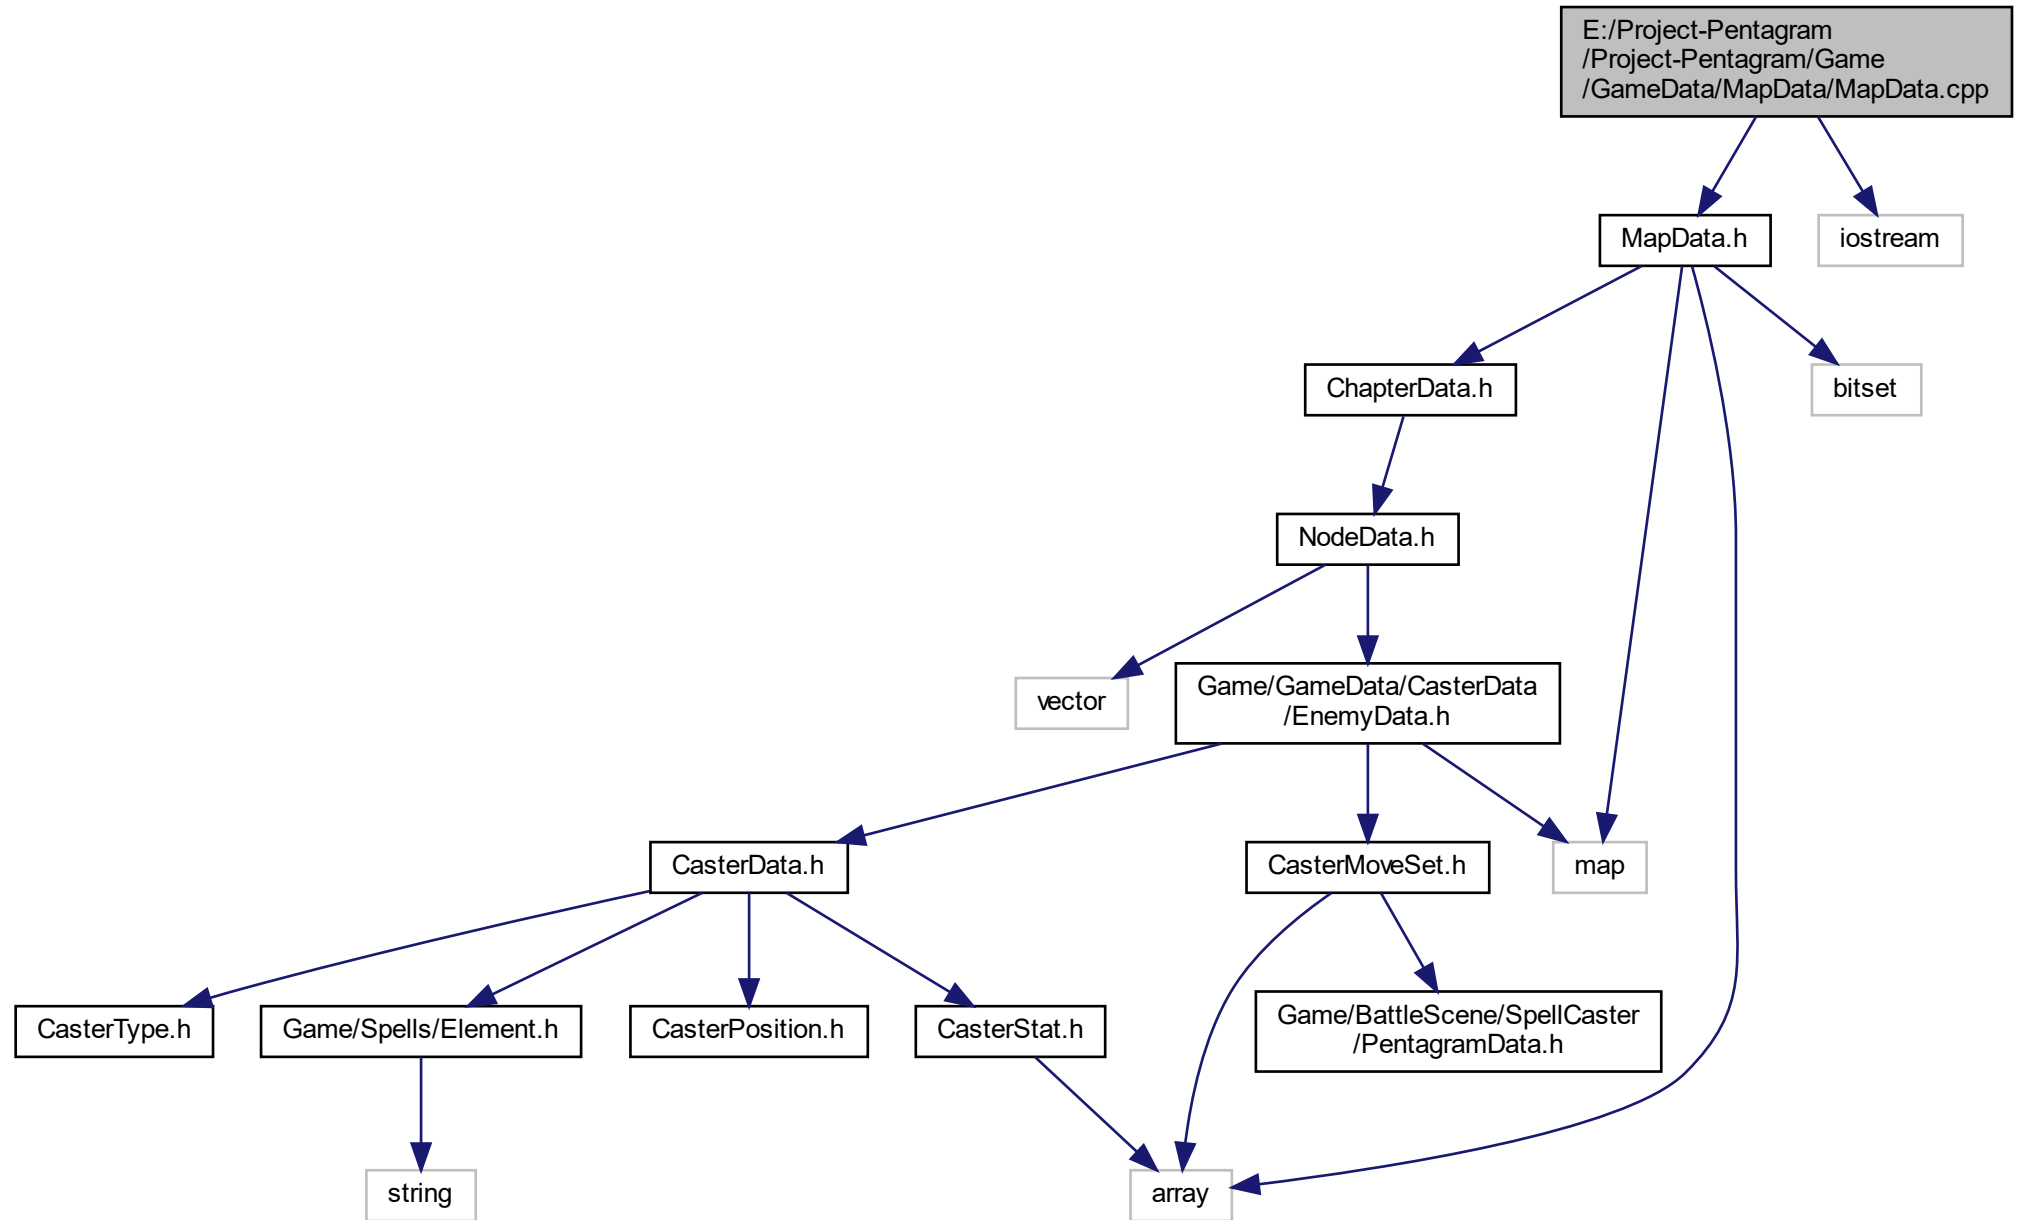 E:/Project-Pentagram
/Project-Pentagram/Game
/GameData/MapData/MapData.cpp
MapData.h
iostream
ChapterData.h
bitset
NodeData.h
vector
Game/GameData/CasterData
/EnemyData.h
CasterData.h
CasterMoveSet.h
map
CasterType.h
Game/Spells/Element.h
CasterPosition.h
CasterStat.h
Game/BattleScene/SpellCaster
/PentagramData.h
string
array